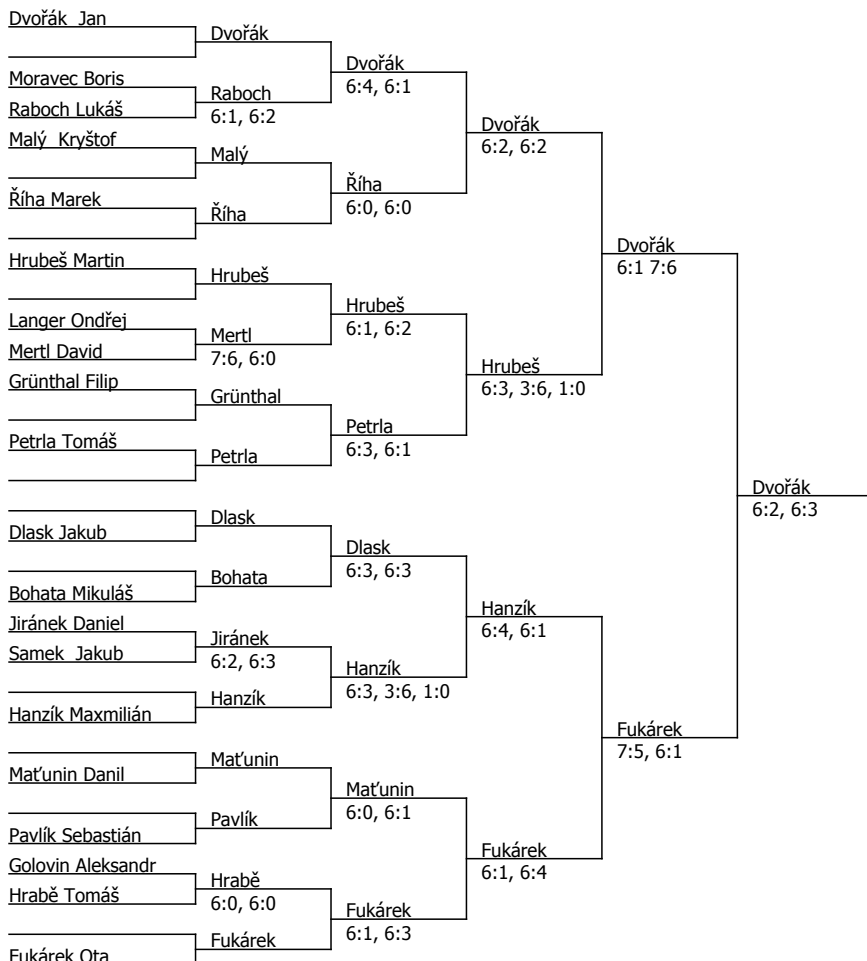 Dvořák  Jan
Dvořák
Dvořák
6:4, 6:1
Moravec Boris
Raboch
6:1, 6:2
Raboch Lukáš
Dvořák
6:2, 6:2
Malý  Kryštof
Malý
Říha
6:0, 6:0
Říha Marek
Říha
Dvořák
6:1 7:6
Hrubeš Martin
Hrubeš
Hrubeš
6:1, 6:2
Langer Ondřej
Mertl
7:6, 6:0
Mertl David
Hrubeš
6:3, 3:6, 1:0
Grünthal Filip
Grünthal
Petrla
6:3, 6:1
Petrla Tomáš
Petrla
Dvořák
6:2, 6:3
Dlask
Dlask Jakub
Dlask
6:3, 6:3
Bohata
Bohata Mikuláš
Hanzík
6:4, 6:1
Jiránek Daniel
Jiránek
6:2, 6:3
Samek  Jakub
Hanzík
6:3, 3:6, 1:0
Hanzík
Hanzík Maxmilián
Fukárek
7:5, 6:1
Maťunin
Maťunin Danil
Maťunin
6:0, 6:1
Pavlík
Pavlík Sebastián
Fukárek
6:1, 6:4
Golovin Aleksandr
Hrabě
6:0, 6:0
Hrabě Tomáš
Fukárek
6:1, 6:3
Fukárek
Fukárek Ota